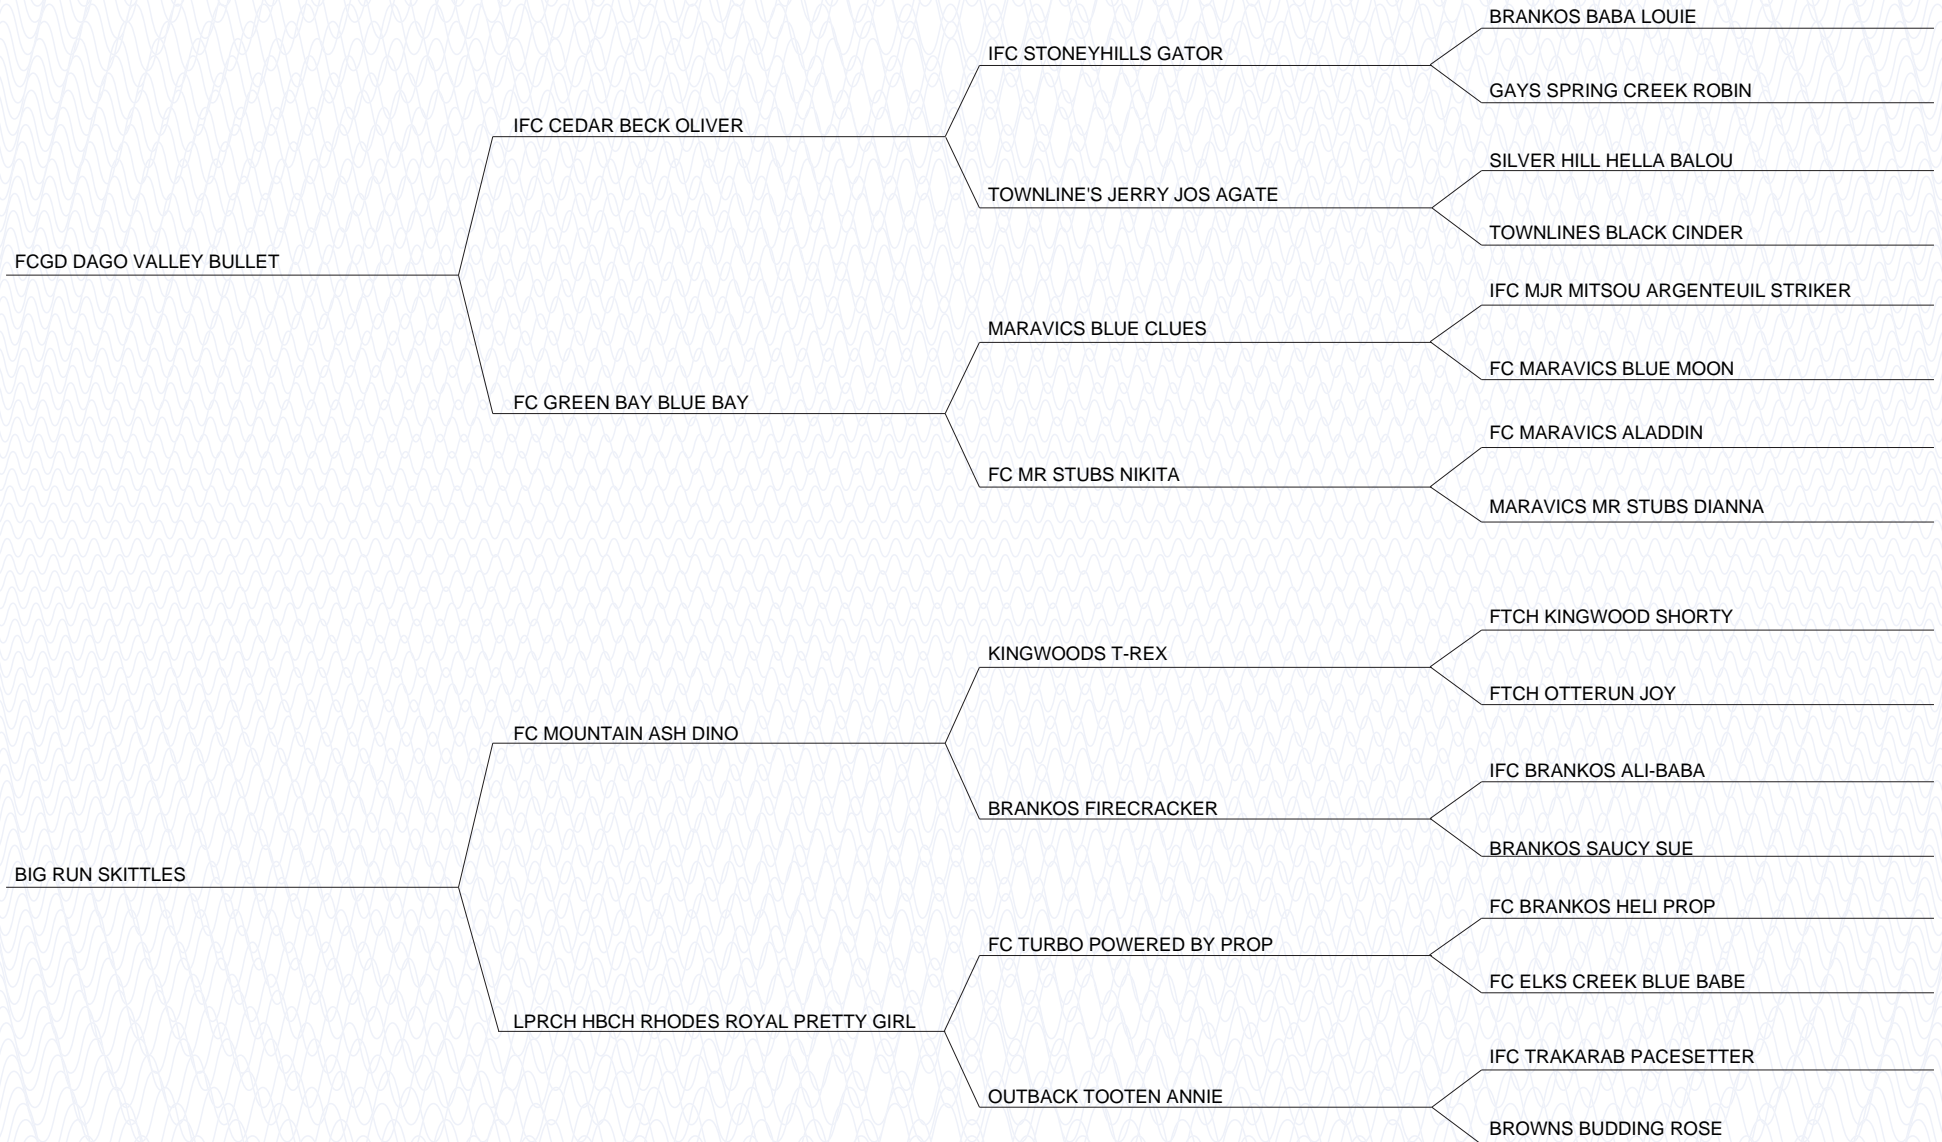 BRANKOS BABA LOUIE
IFC STONEYHILLS GATOR
GAYS SPRING CREEK ROBIN
IFC CEDAR BECK OLIVER
SILVER HILL HELLA BALOU
TOWNLINE'S JERRY JOS AGATE
TOWNLINES BLACK CINDER
FCGD DAGO VALLEY BULLET
IFC MJR MITSOU ARGENTEUIL STRIKER
MARAVICS BLUE CLUES
FC MARAVICS BLUE MOON
FC GREEN BAY BLUE BAY
FC MARAVICS ALADDIN
FC MR STUBS NIKITA
MARAVICS MR STUBS DIANNA
FTCH KINGWOOD SHORTY
KINGWOODS T-REX
FTCH OTTERUN JOY
FC MOUNTAIN ASH DINO
IFC BRANKOS ALI-BABA
BRANKOS FIRECRACKER
BRANKOS SAUCY SUE
BIG RUN SKITTLES
FC BRANKOS HELI PROP
FC TURBO POWERED BY PROP
FC ELKS CREEK BLUE BABE
LPRCH HBCH RHODES ROYAL PRETTY GIRL
IFC TRAKARAB PACESETTER
OUTBACK TOOTEN ANNIE
BROWNS BUDDING ROSE